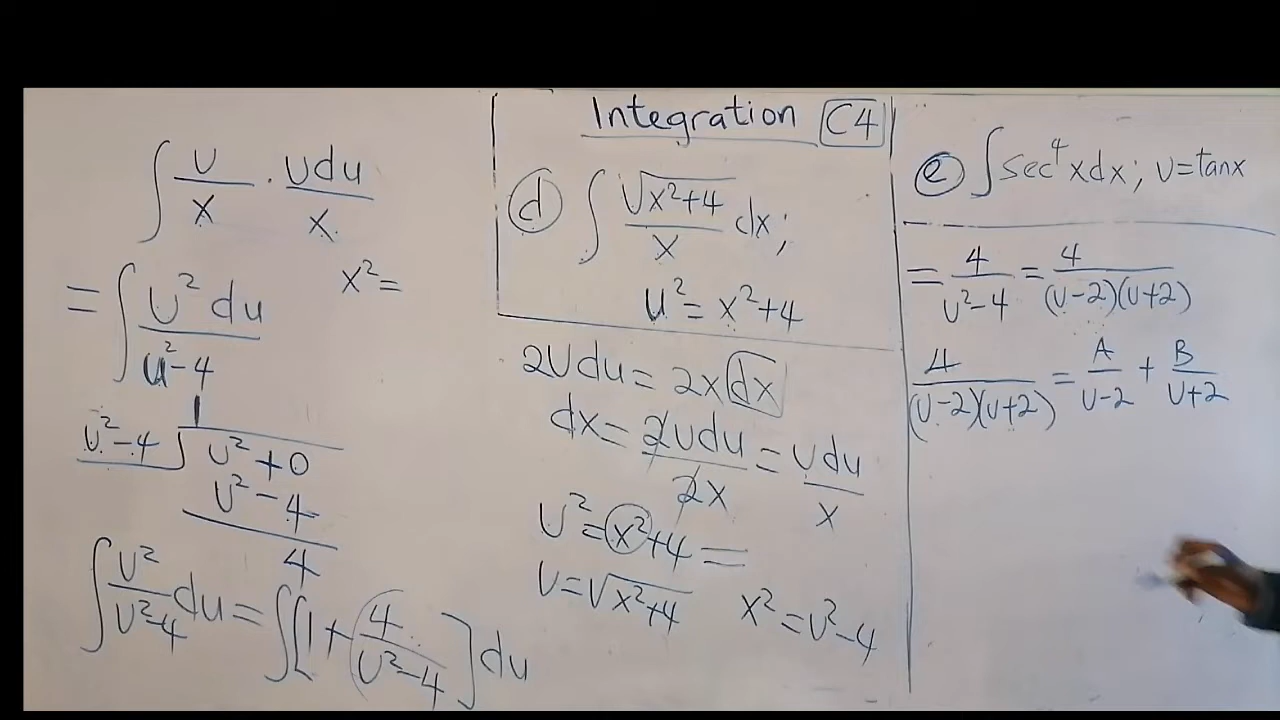 Integration C4
(d) ∫ √(x²+4)/x dx;
u² = x²+4
2udu = 2x dx
dx = 2udu/2x = udu/x
u² = x²+4 =
u = √(x²+4) x² = u²-4
∫ u/x · udu/x
= ∫ u² du/(u²-4) x² =
1
u²-4 ) u²+0
u²-4
4
∫ u²/(u²-4) du = ∫[1 + 4/(u²-4)] du
(e) ∫ sec⁴xdx; u=tanx
= 4/(u²-4) = 4/((u-2)(u+2))
4/((u-2)(u+2)) = A/(u-2) + B/(u+2)